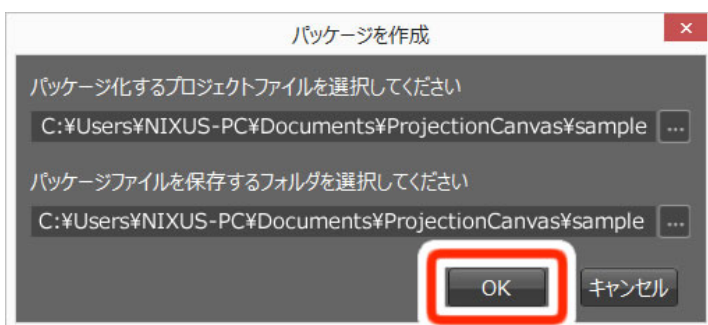 パッケージを作成
×
パッケージ化するプロジェクトファイルを選択してください
C:¥Users¥NIXUS-PC¥Documents¥ProjectionCanvas¥sample ...
パッケージファイルを保存するフォルダを選択してください
C:¥Users¥NIXUS-PC¥Documents¥ProjectionCanvas¥sample ...
OK キャンセル